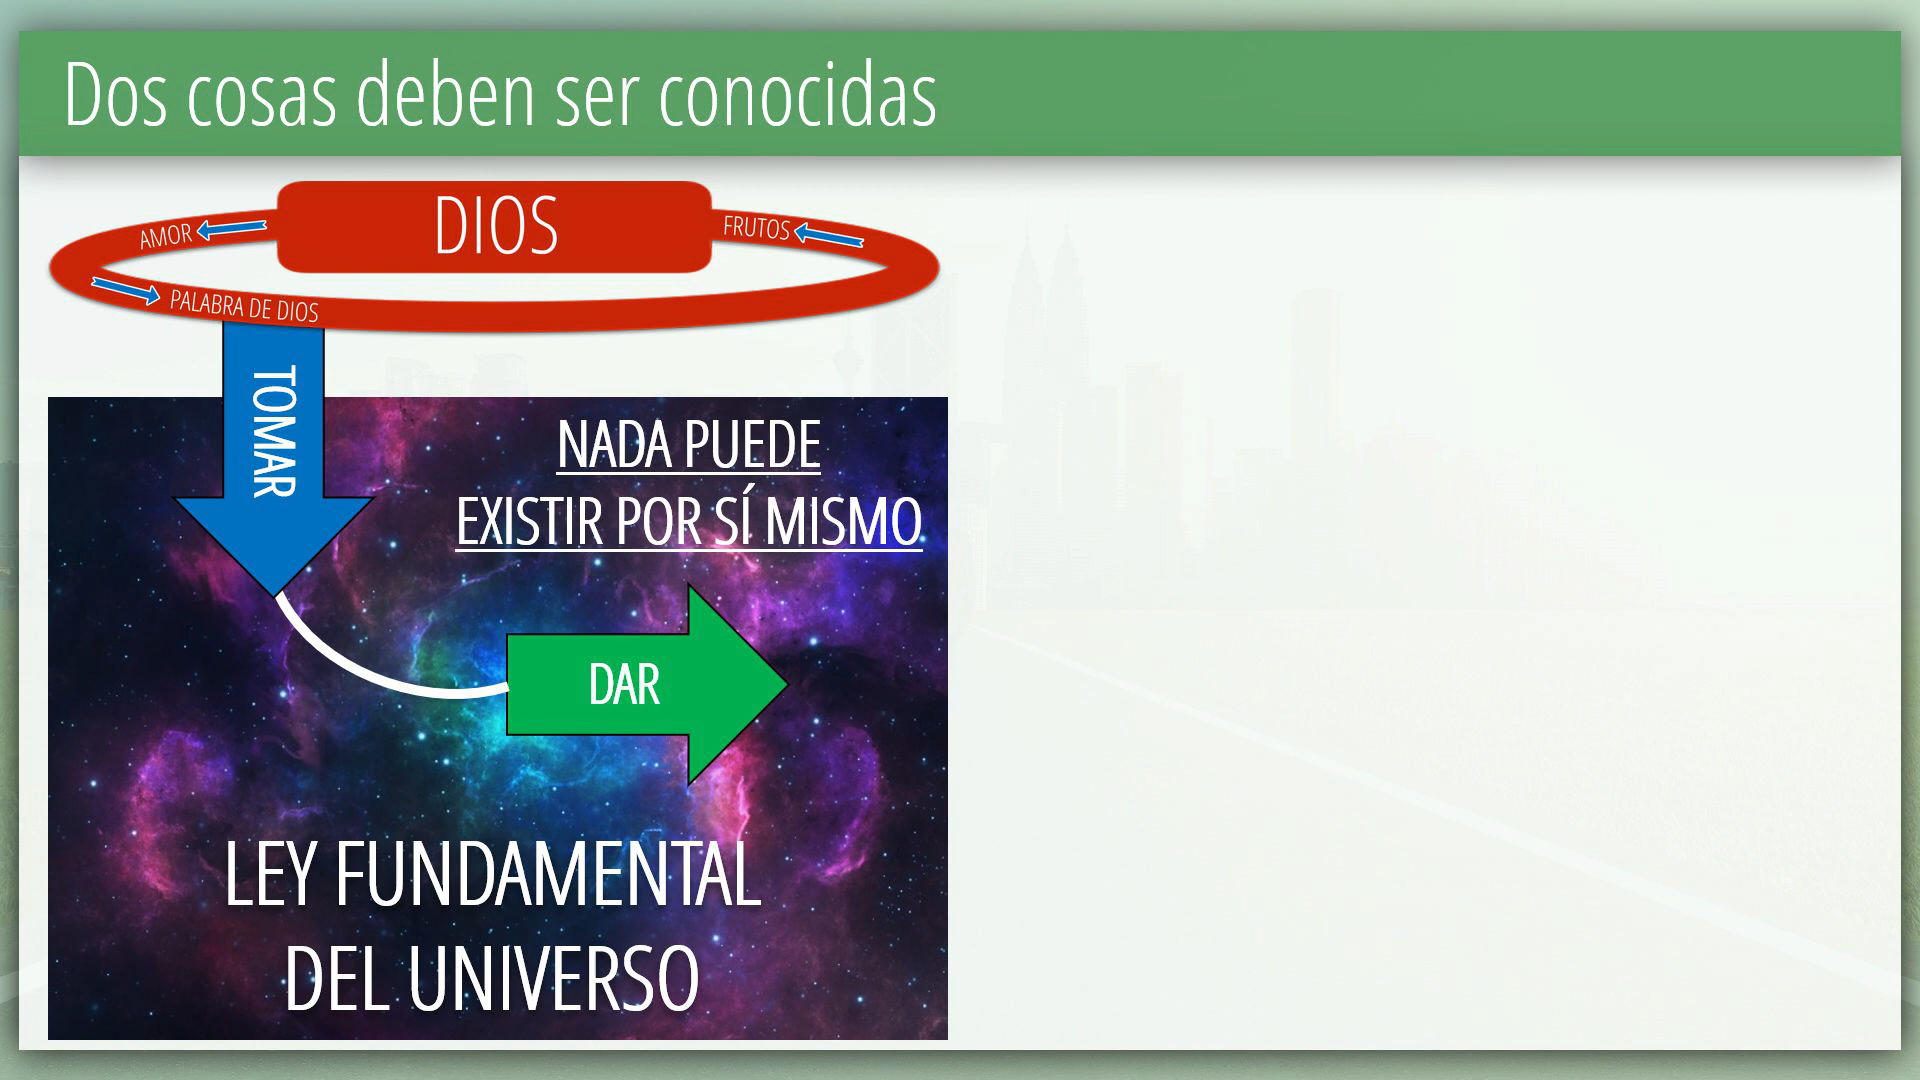 Dos cosas deben ser conocidas
DIOS
AMOR
FRUTOS
PALABRA DE DIOS
TOMAR
NADA PUEDE
EXISTIR POR SÍ MISMO
DAR
LEY FUNDAMENTAL
DEL UNIVERSO